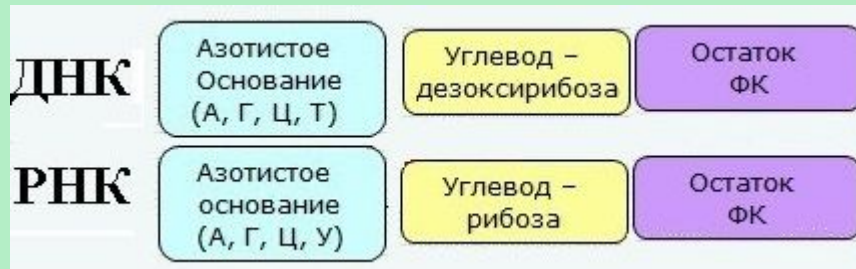 ДНК
Азотистое
Основание
(А, Г, Ц, Т)
Углевод –
дезоксирибоза
Остаток
ФК
РНК
Азотистое
основание
(А, Г, Ц, У)
Углевод –
рибоза
Остаток
ФК